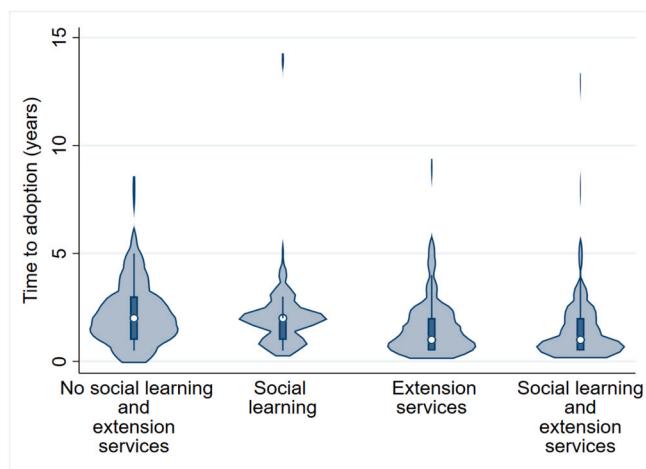 Time to adoption (years)
15
10
5
0
No social learning
and
extension
services
Social
learning
Extension
services
Social learning
and
extension
services